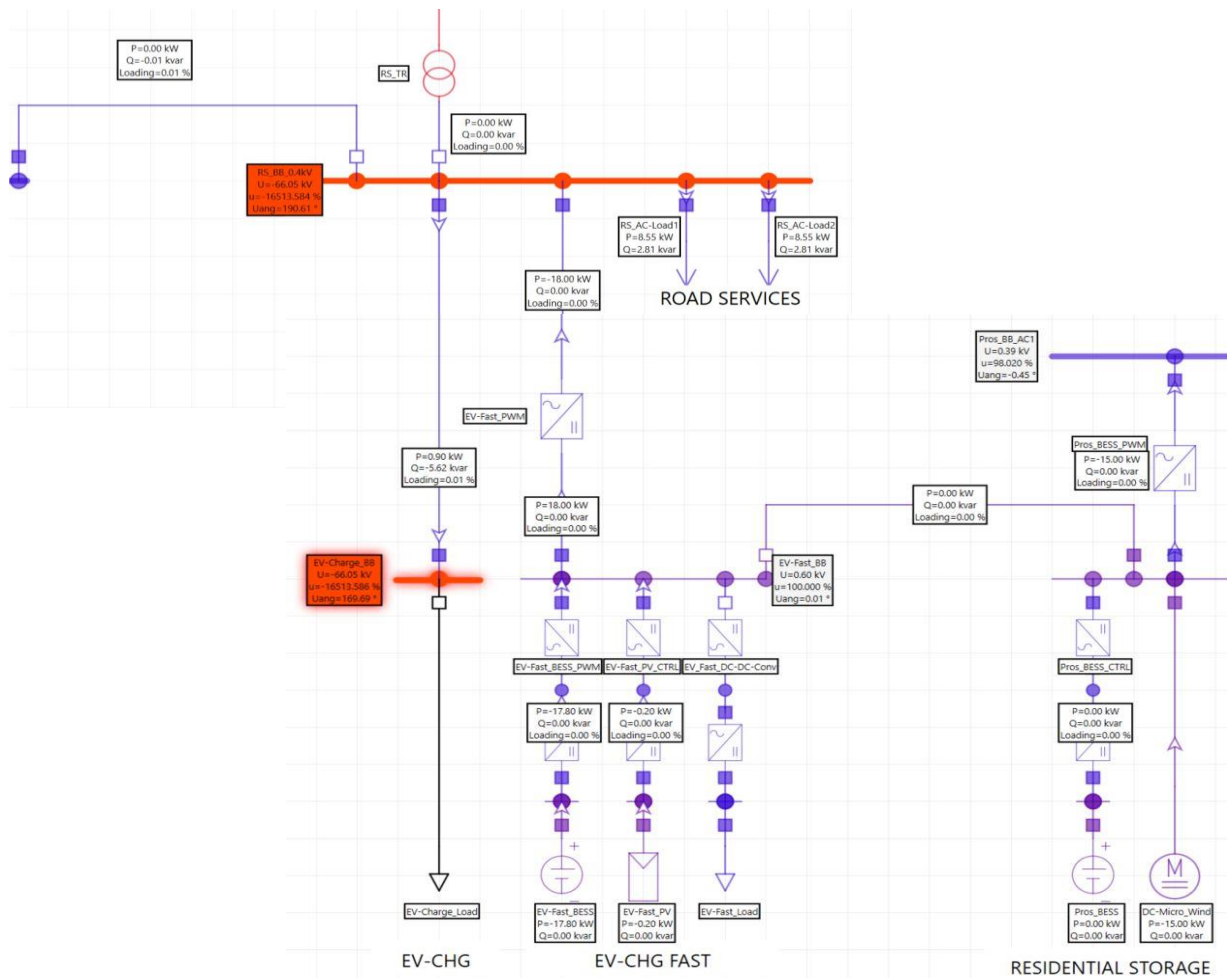 P=0.00 kW
Q=-0.01 kvar
Loading=0.01 %
RS_TR
P=0.00 kW
Q=0.00 kvar
Loading=0.00 %
RS_BB_0.4kV
U=-66.05 kV
u=-16513.584 %
Uang=190.61 °
RS_AC-Load1
P=8.55 kW
Q=2.81 kvar
RS_AC-Load2
P=8.55 kW
Q=2.81 kvar
P=-18.00 kW
Q=0.00 kvar
Loading=0.00 %
ROAD SERVICES
Pros_BB_AC1
U=0.39 kV
u=98.020 %
Uang=-0.45 °
EV-Fast_PWM
Pros_BESS_PWM
P=-15.00 kW
Q=0.00 kvar
Loading=0.00 %
P=0.90 kW
Q=-5.62 kvar
Loading=0.01 %
P=18.00 kW
Q=0.00 kvar
Loading=0.00 %
P=0.00 kW
Q=0.00 kvar
Loading=0.00 %
EV-Charge_BB
U=-66.05 kV
u=-16513.586 %
Uang=169.69 °
EV-Fast_BB
U=0.60 kV
u=100.000 %
Uang=0.01 °
EV-Fast_BESS_PWM
EV-Fast_PV_CTRL
EV_Fast_DC-DC-Conv
Pros_BESS_CTRL
P=-17.80 kW
Q=0.00 kvar
Loading=0.00 %
P=-0.20 kW
Q=0.00 kvar
Loading=0.00 %
P=0.00 kW
Q=0.00 kvar
Loading=0.00 %
+
+
M
EV-Charge_Load
EV-Fast_BESS
P=-17.80 kW
Q=0.00 kvar
EV-Fast_PV
P=-0.20 kW
Q=0.00 kvar
EV-Fast_Load
Pros_BESS
P=0.00 kW
Q=0.00 kvar
DC-Micro_Wind
P=-15.00 kW
Q=0.00 kvar
EV-CHG
EV-CHG FAST
RESIDENTIAL STORAGE